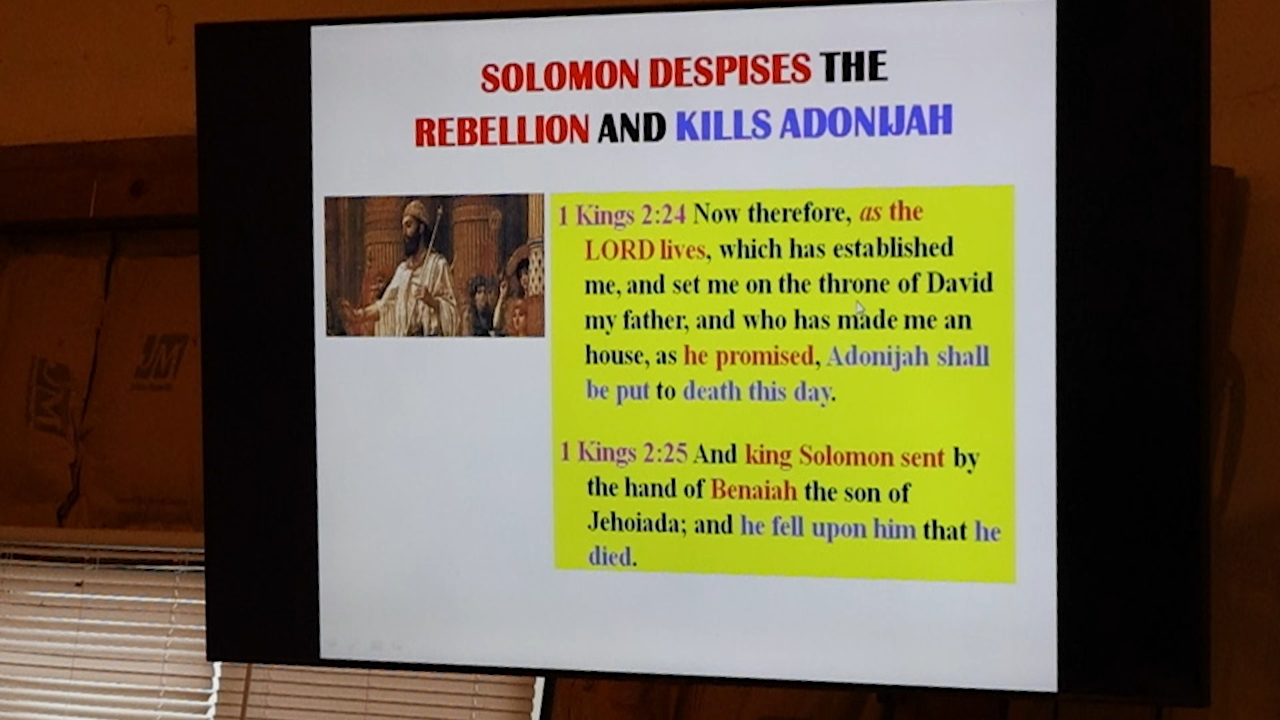 SOLOMON DESPISES THE
REBELLION AND KILLS ADONIJAH
1 Kings 2:24 Now therefore, as the
LORD lives, which has established
me, and set me on the throne of David
my father, and who has made me an
house, as he promised, Adonijah shall
be put to death this day.
1 Kings 2:25 And king Solomon sent by
the hand of Benaiah the son of
Jehoiada; and he fell upon him that he
died.
JM
JM